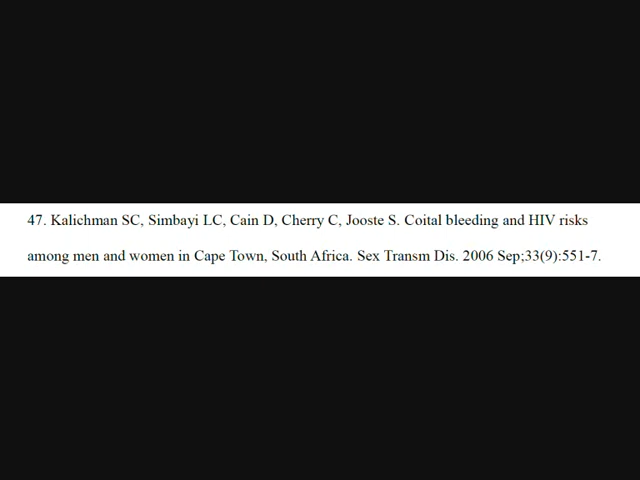 47. Kalichman SC, Simbayi LC, Cain D, Cherry C, Jooste S. Coital bleeding and HIV risks
among men and women in Cape Town, South Africa. Sex Transm Dis. 2006 Sep;33(9):551-7.